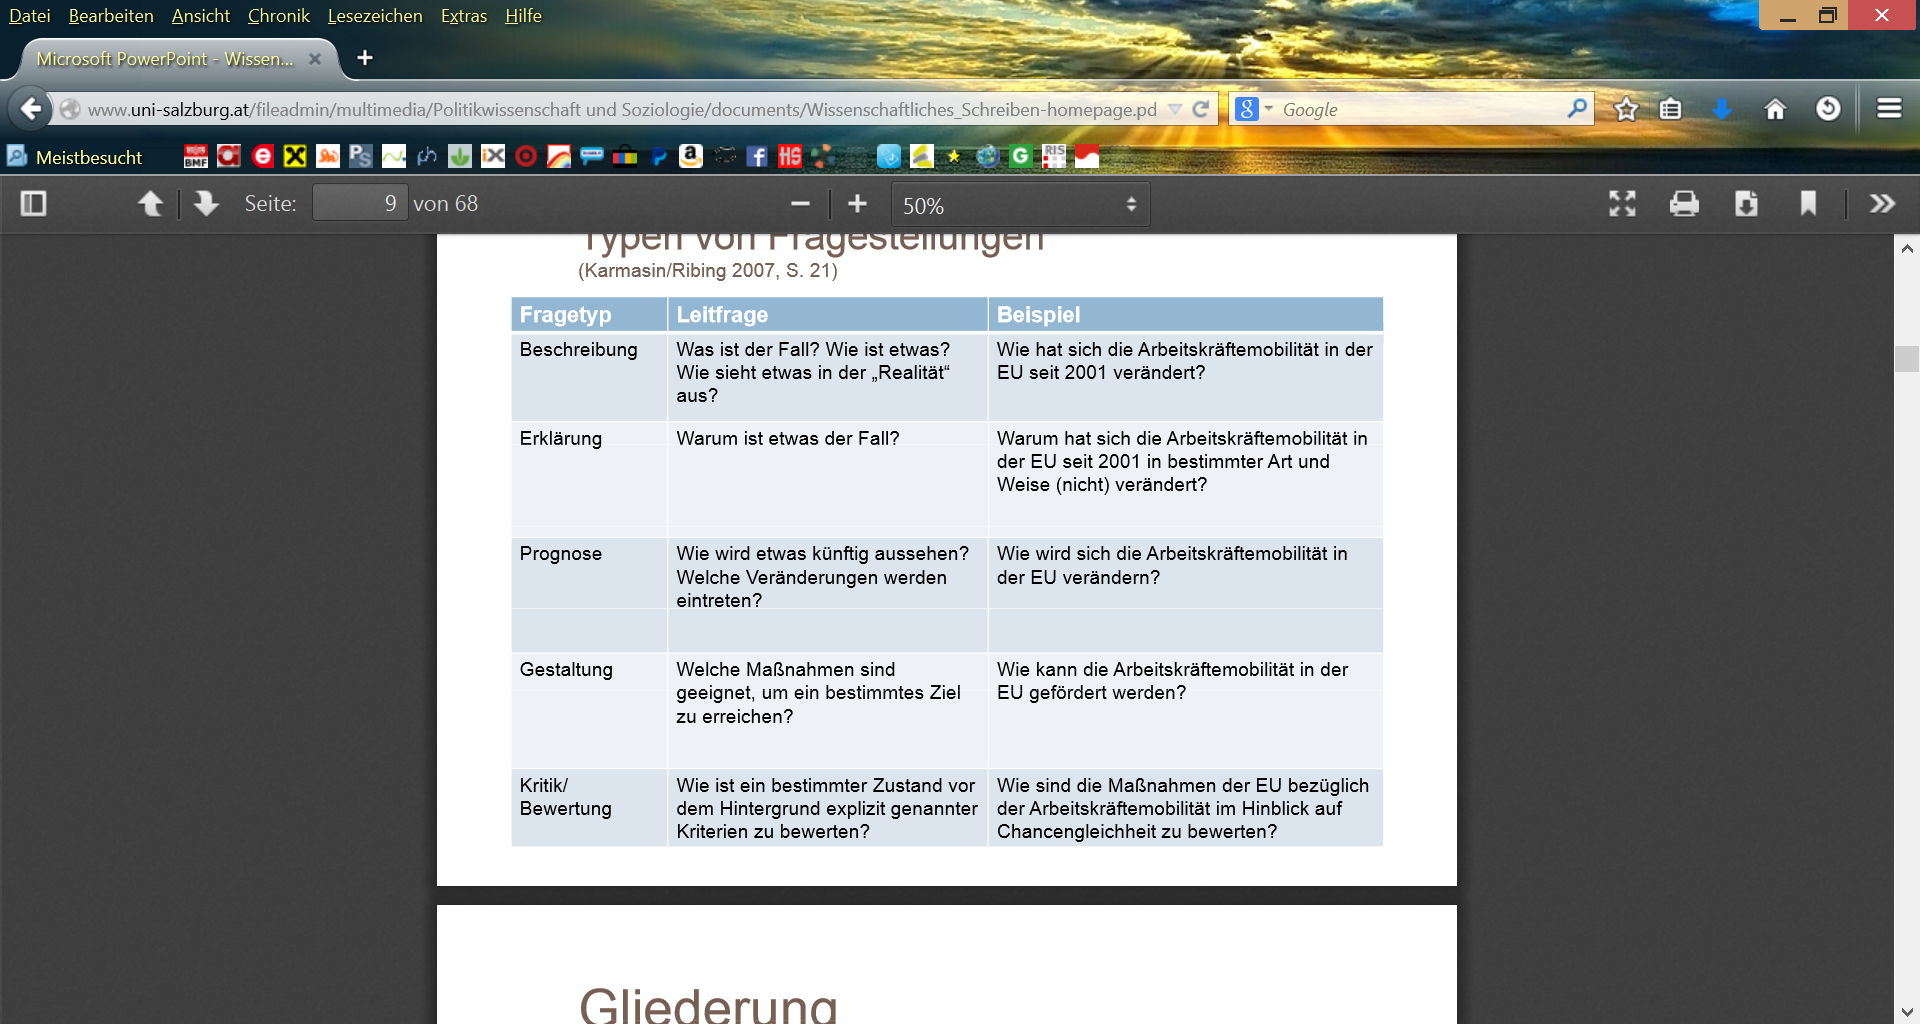 Datei Bearbeiten Ansicht Chronik Lesezeichen Extras Hilfe
Microsoft PowerPoint - Wissen...
www.uni-salzburg.at/fileadmin/multimedia/Politikwissenschaft und Soziologie/documents/Wissenschaftliches_Schreiben-homepage.pd
Google
Meistbesucht
Seite: 9 von 68
50%
Typen von Fragestellungen
(Karmasin/Ribing 2007, S. 21)
Fragetyp Leitfrage Beispiel
Beschreibung Was ist der Fall? Wie ist etwas? Wie hat sich die Arbeitskräftemobilität in der
Wie sieht etwas in der „Realität“ EU seit 2001 verändert?
aus?
Erklärung Warum ist etwas der Fall? Warum hat sich die Arbeitskräftemobilität in
der EU seit 2001 in bestimmter Art und
Weise (nicht) verändert?
Prognose Wie wird etwas künftig aussehen? Wie wird sich die Arbeitskräftemobilität in
Welche Veränderungen werden der EU verändern?
eintreten?
Gestaltung Welche Maßnahmen sind Wie kann die Arbeitskräftemobilität in der
geeignet, um ein bestimmtes Ziel EU gefördert werden?
zu erreichen?
Kritik/ Wie ist ein bestimmter Zustand vor Wie sind die Maßnahmen der EU bezüglich
Bewertung dem Hintergrund explizit genannter der Arbeitskräftemobilität im Hinblick auf
Kriterien zu bewerten? Chancengleichheit zu bewerten?
Gliederung